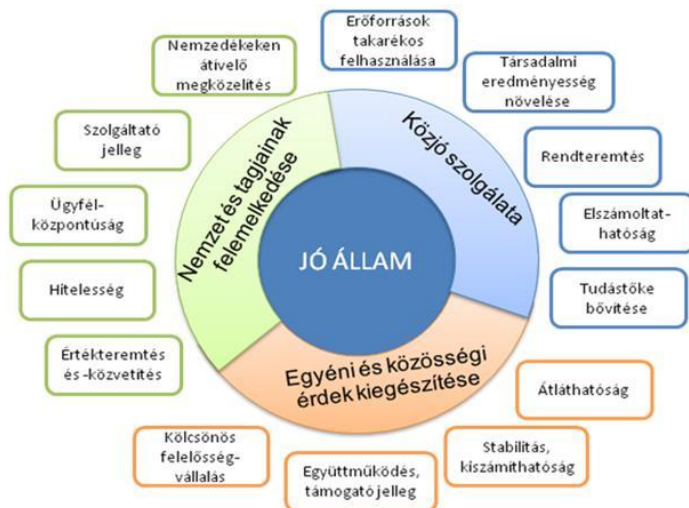 Nemzedékeken
átívelő
megközelítés
Szolgáltató
jelleg
Ügyfél-
központúság
Hitelesség
Értékteremtés
és -közvetítés
Erőforrások
takarékos
felhasználása
Társadalmi
eredményesség
növelése
Rendteremtés
Elszámoltat-
hatóság
Tudástőke
bővítése
Nemzet és tagjainak
felemelkedése
Közjó szolgálata
JÓ ÁLLAM
Egyéni és közösségi
érdek kiegészítése
Átláthatóság
Stabilitás,
kiszámíthatóság
Együttműködés,
támogató jelleg
Kölcsönös
felelősség-
vállalás